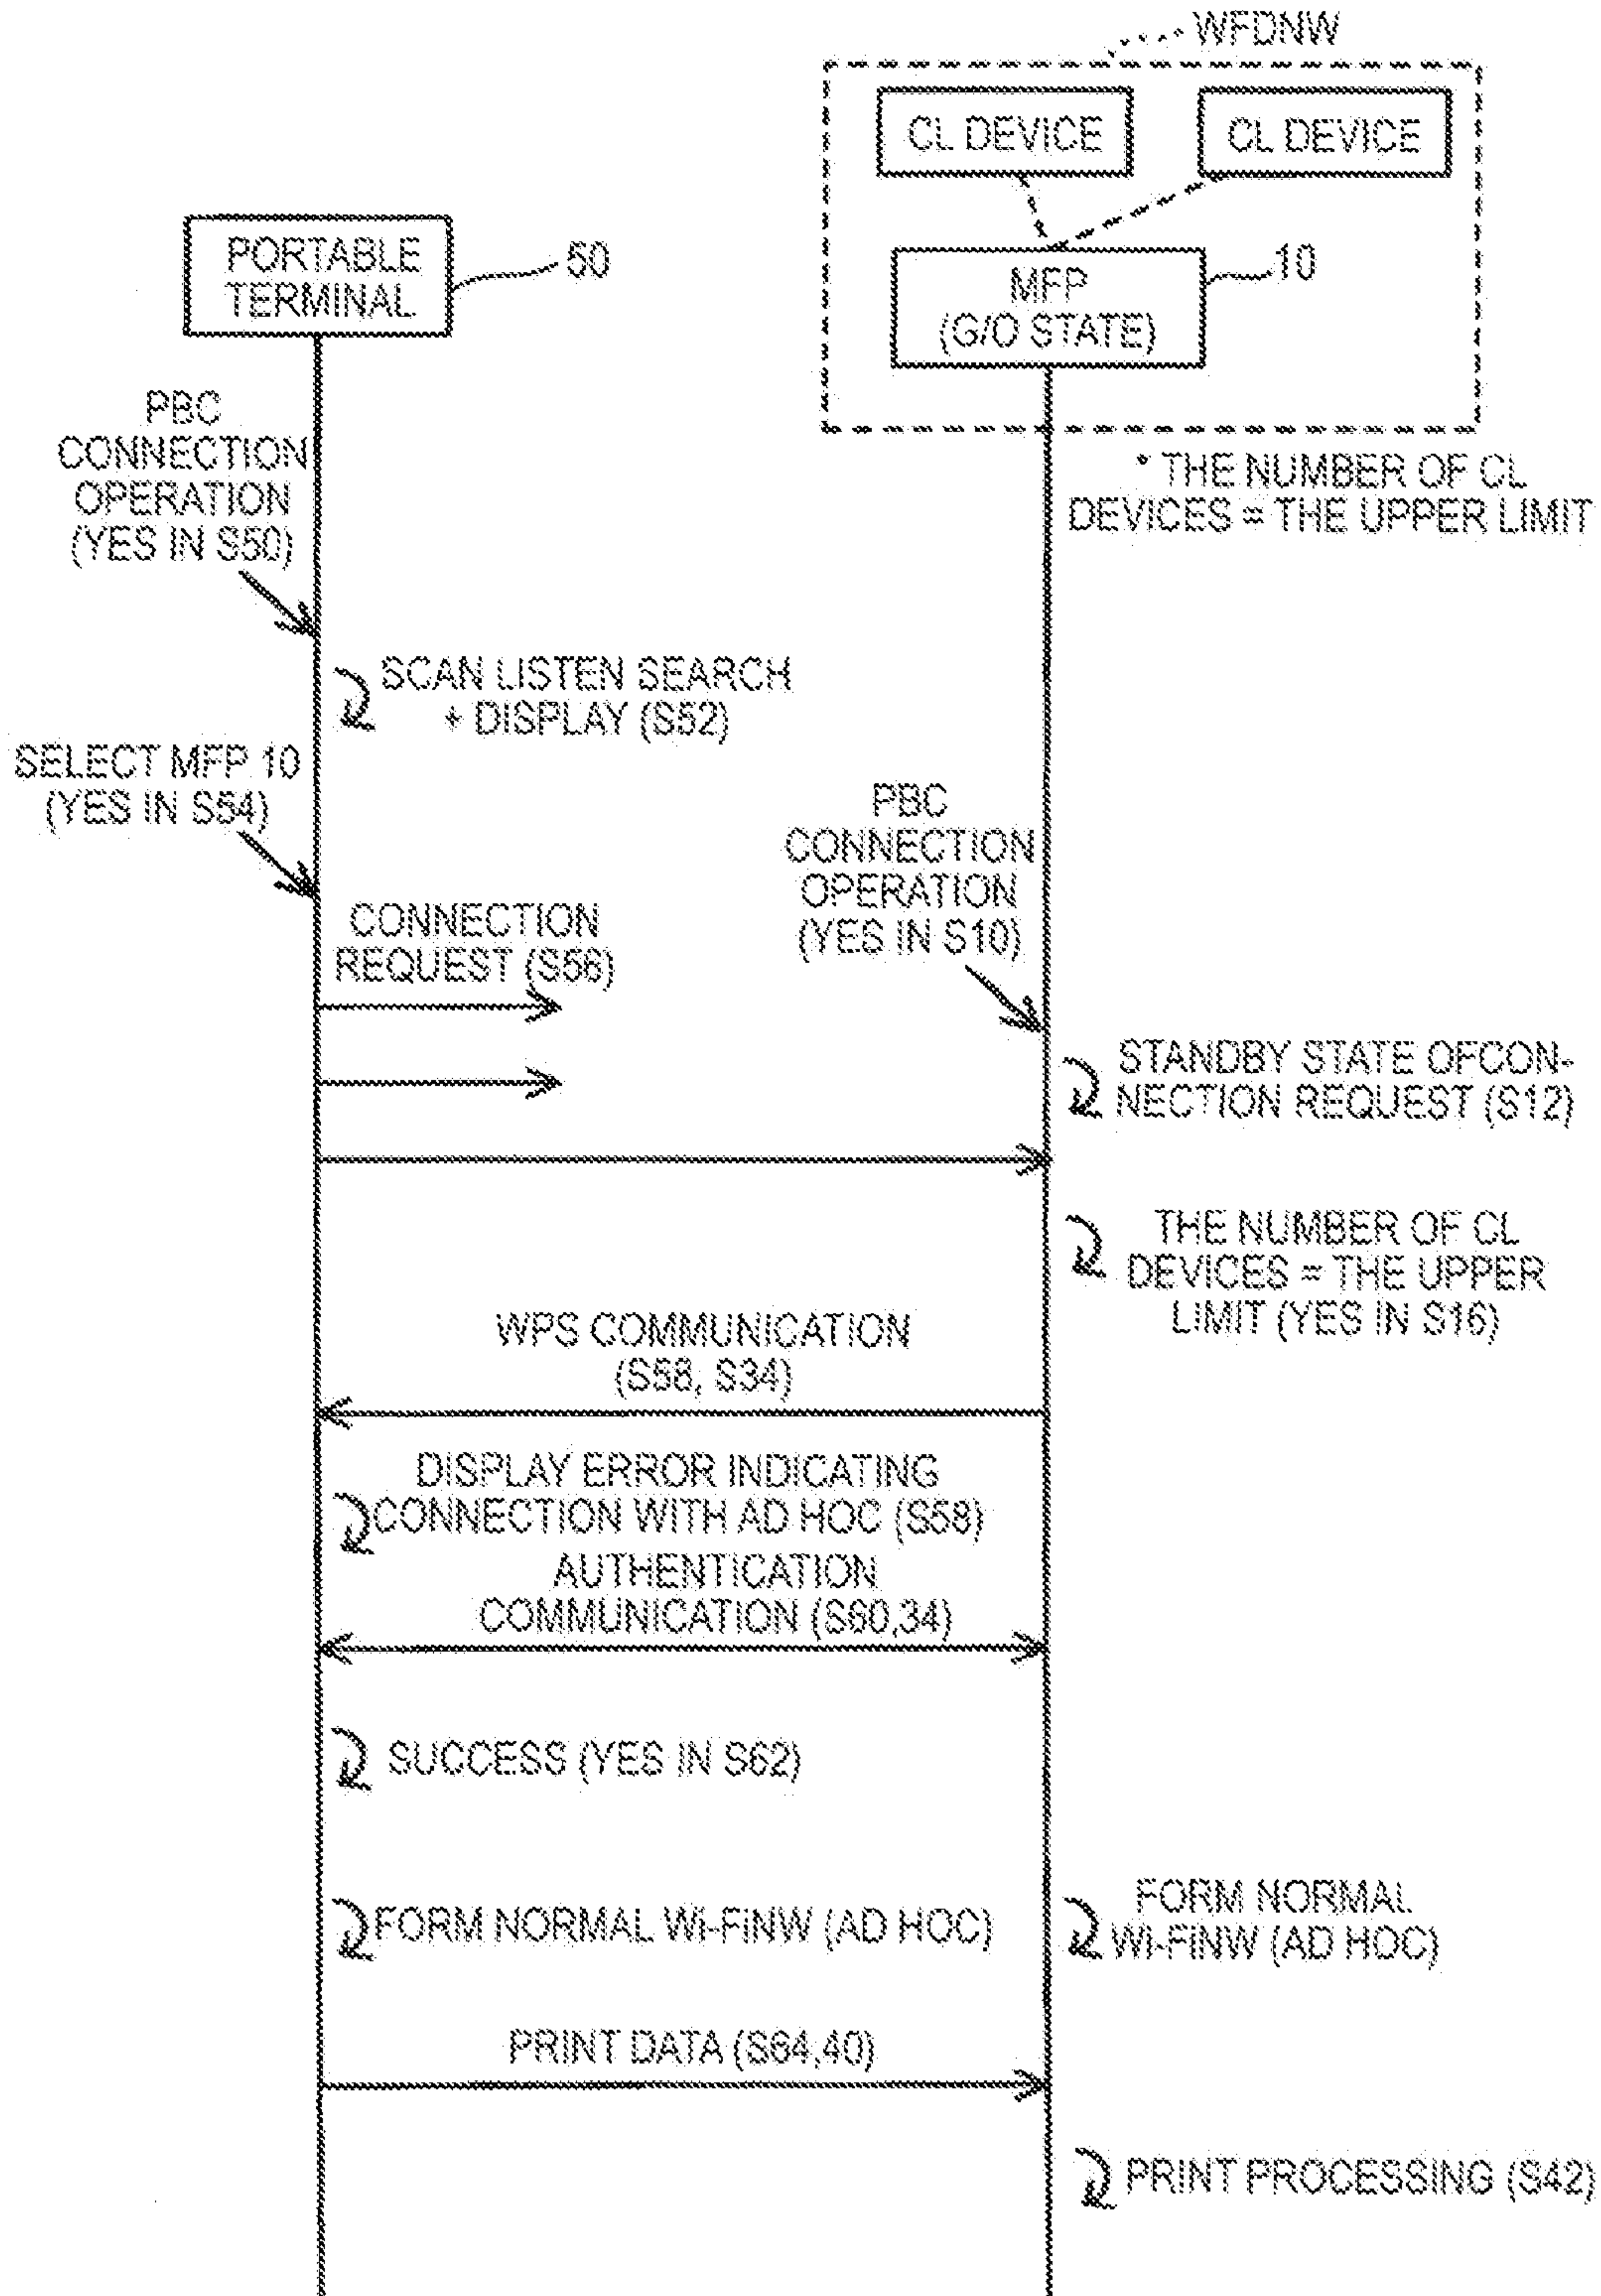 WFDNW
CL DEVICE
CL DEVICE
PORTABLE
TERMINAL
50
MFP
(G/O STATE)
10
PBC
CONNECTION
OPERATION
(YES IN S50)
* THE NUMBER OF CL
DEVICES = THE UPPER LIMIT
SCAN LISTEN SEARCH
+ DISPLAY (S52)
SELECT MFP 10
(YES IN S54)
PBC
CONNECTION
OPERATION
(YES IN S10)
CONNECTION
REQUEST (S56)
STANDBY STATE OFCON-
NECTION REQUEST (S12)
THE NUMBER OF CL
DEVICES = THE UPPER
LIMIT (YES IN S16)
WPS COMMUNICATION
(S58, S34)
DISPLAY ERROR INDICATING
CONNECTION WITH AD HOC (S58)
AUTHENTICATION
COMMUNICATION (S60,34)
SUCCESS (YES IN S62)
FORM NORMAL WI-FiNW (AD HOC)
FORM NORMAL
WI-FiNW (AD HOC)
PRINT DATA (S64,40)
PRINT PROCESSING (S42)